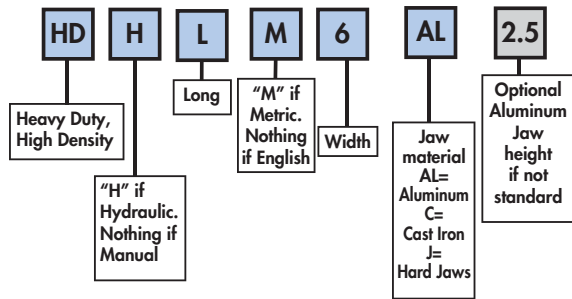 HD H L M 6 AL 2.5
Heavy Duty,
High Density
"H" if
Hydraulic.
Nothing if
Manual
Long
"M" if
Metric.
Nothing
if English
Width
Jaw
material
AL=
Aluminum
C=
Cast Iron
J=
Hard Jaws
Optional
Aluminum
Jaw
height
if not
standard